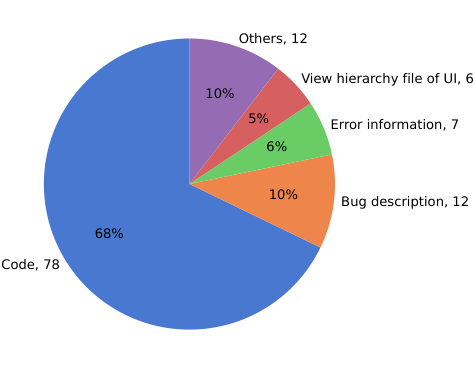 Others, 12
View hierarchy file of UI, 6
Error information, 7
Bug description, 12
Code, 78
10%
5%
6%
10%
68%